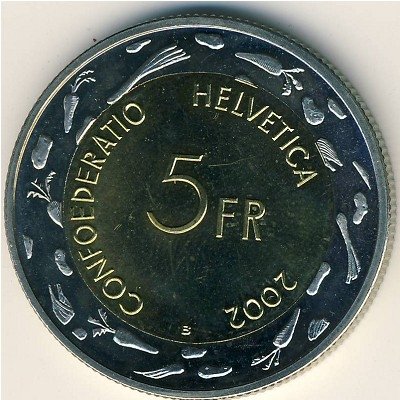 CONFOEDERATIO HELVETICA 2002
5 FR
B